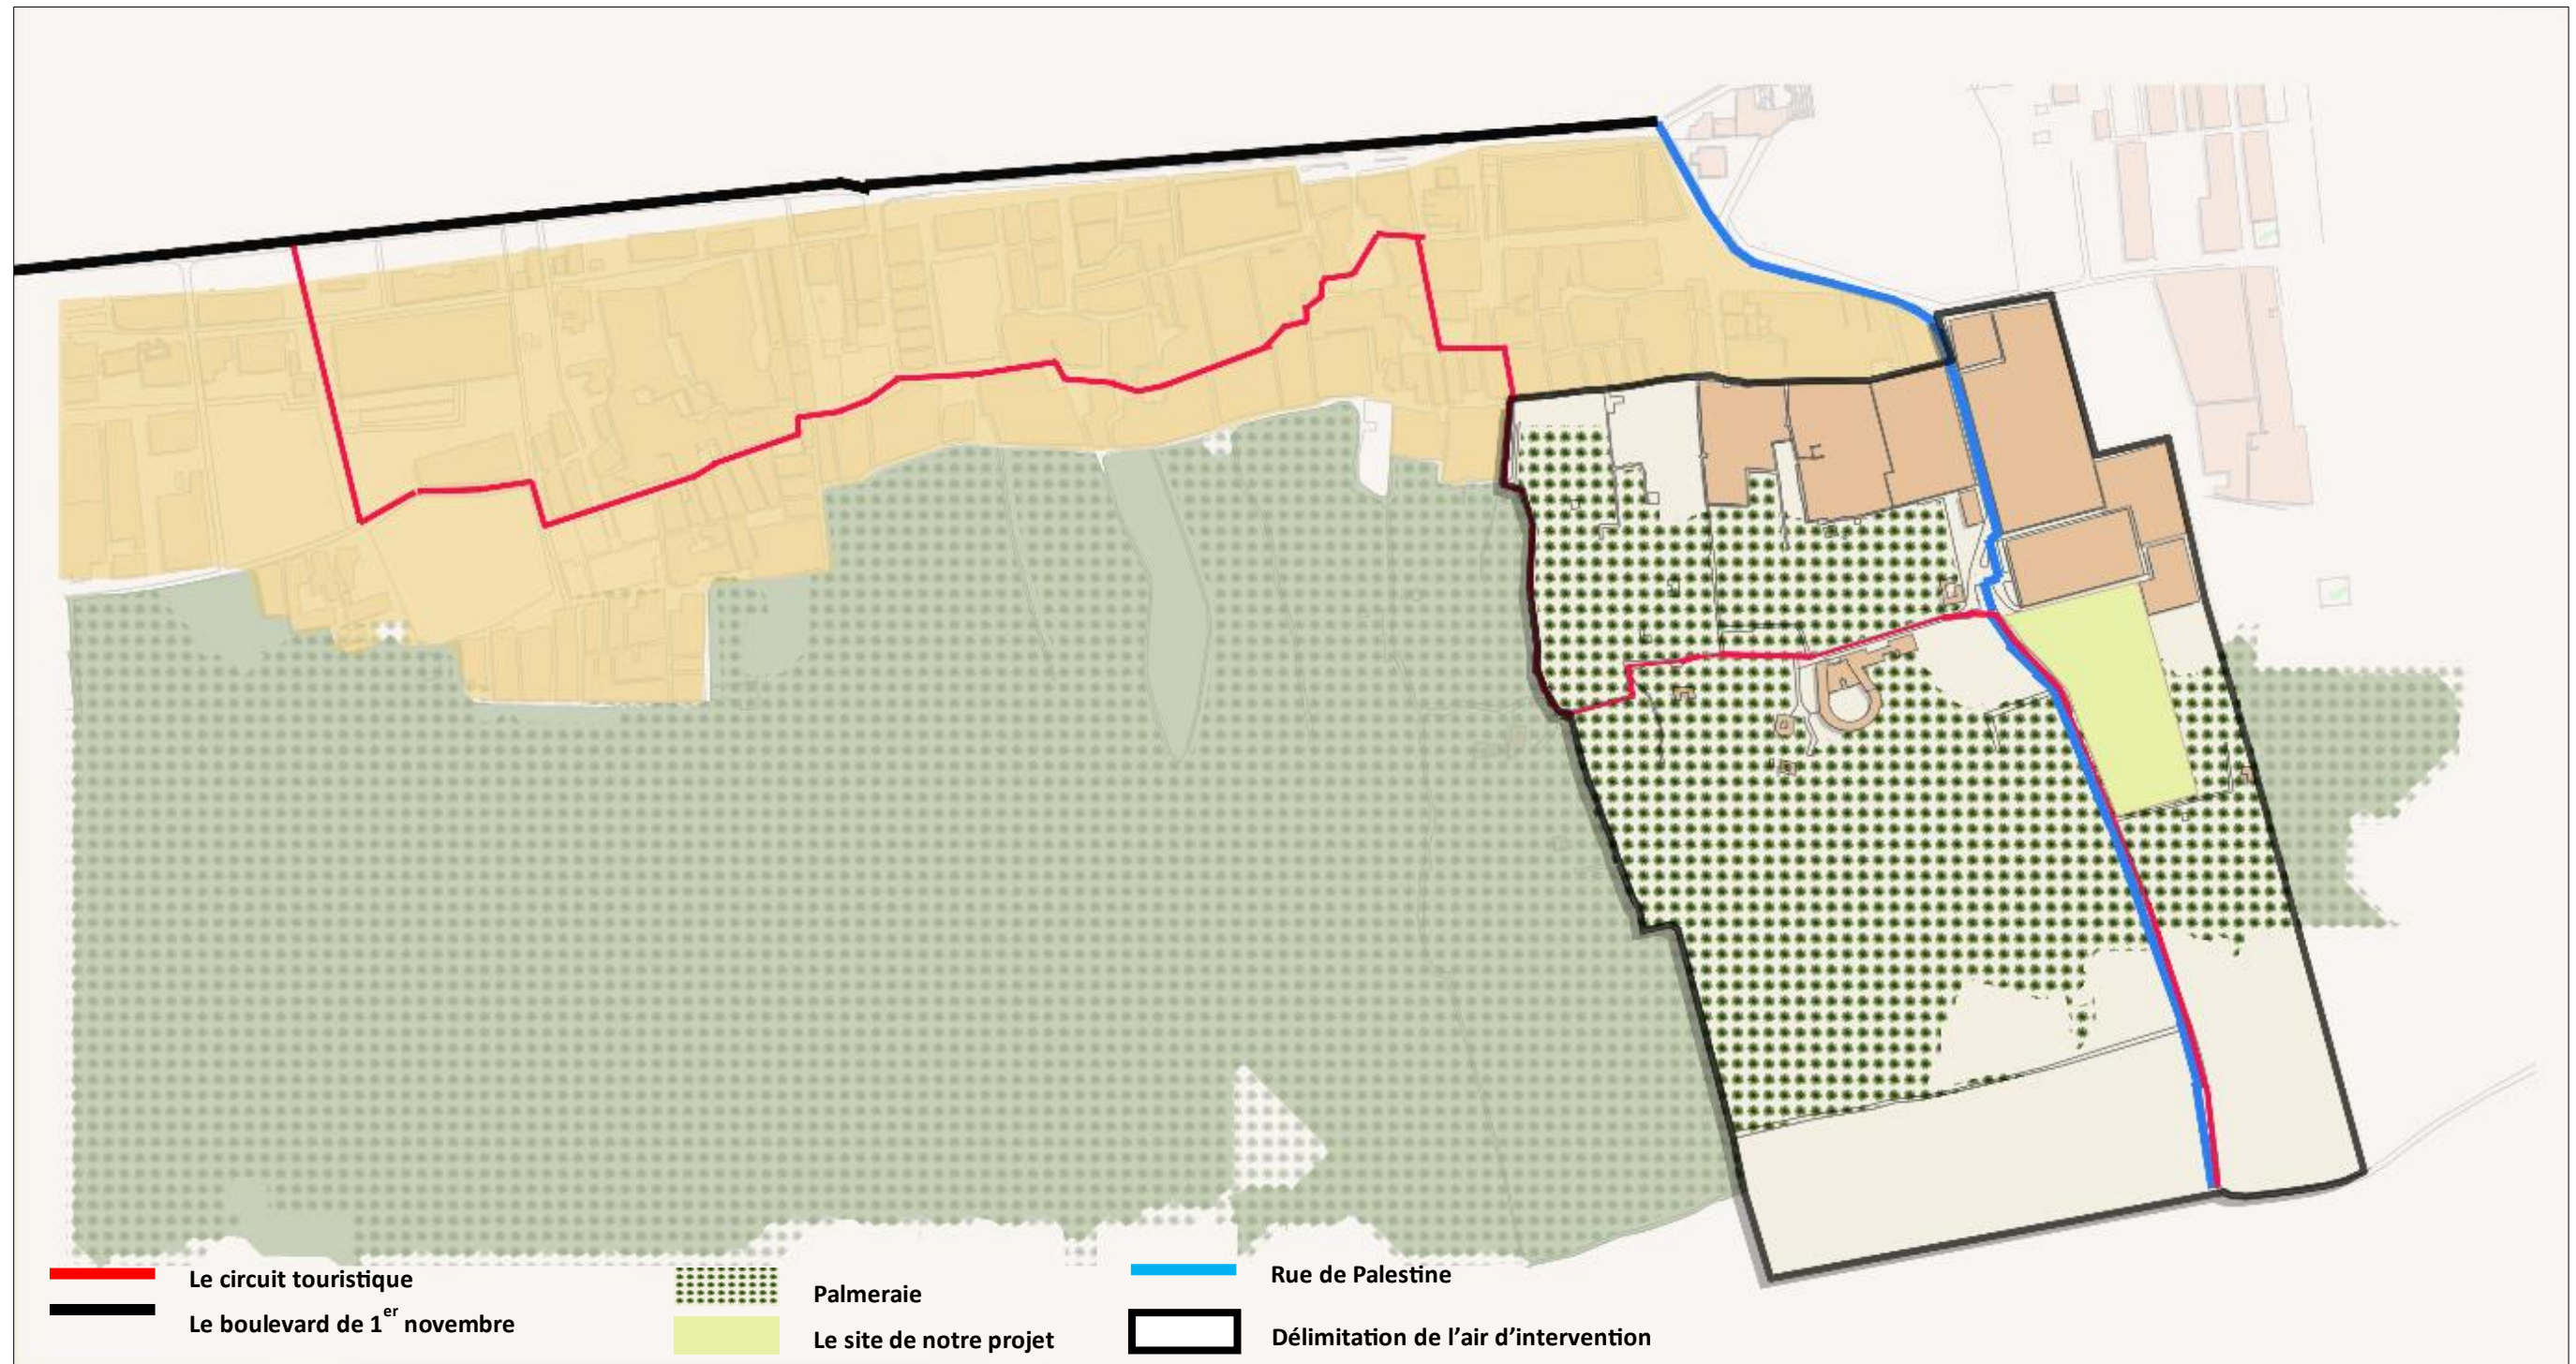 Le circuit touristique
Le boulevard de 1er novembre
Palmeraie
Le site de notre projet
Rue de Palestine
Délimitation de l’air d’intervention